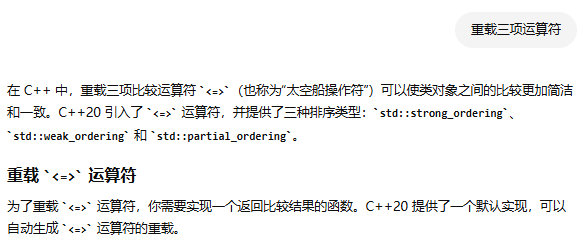 重载三项运算符
在 C++ 中，重载三项比较运算符 `<=>`（也称为“太空船操作符”）可以使类对象之间的比较更加简洁
和一致。C++20 引入了 `<=>` 运算符，并提供了三种排序类型：`std::strong_ordering`、
`std::weak_ordering` 和 `std::partial_ordering`。
重载 `<=>` 运算符
为了重载 `<=>` 运算符，你需要实现一个返回比较结果的函数。C++20 提供了一个默认实现，可以
自动生成 `<=>` 运算符的重载。